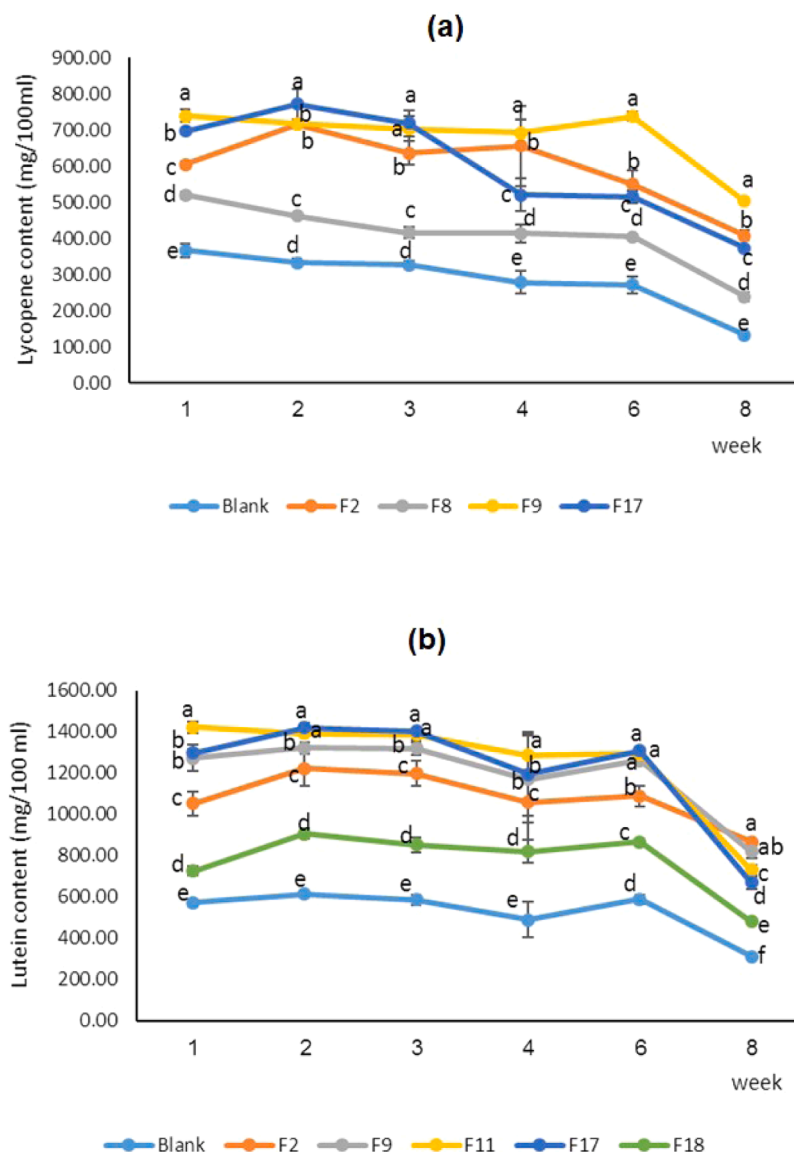 (a)
Lycopene content (mg/100ml)
900.00
800.00
700.00
600.00
500.00
400.00
300.00
200.00
100.00
0.00
a a a a a a
b b a b b b
c b b c c c
d c c d d d
e d d e e e
1 2 3 4 6 8
week
Blank F2 F8 F9 F17
(b)
Lutein content (mg/100 ml)
1600.00
1400.00
1200.00
1000.00
800.00
600.00
400.00
200.00
0.00
a a a a a a
b a a b a ab
b b b b c
c c c c b d
d d d d c e
e e e e d f
1 2 3 4 6 8
week
Blank F2 F9 F11 F17 F18